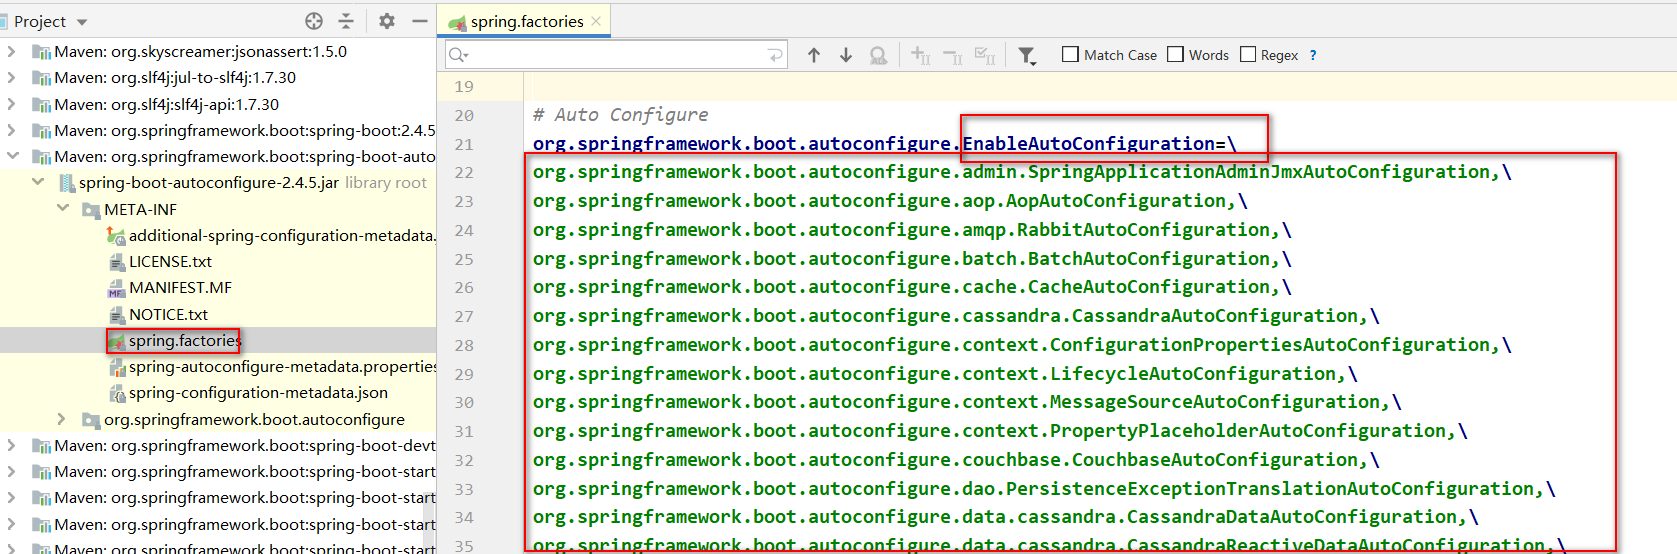 Project
Maven: org.skyscreamer:jsonassert:1.5.0
Maven: org.slf4j:jul-to-slf4j:1.7.30
Maven: org.slf4j:slf4j-api:1.7.30
Maven: org.springframework.boot:spring-boot:2.4.5
Maven: org.springframework.boot:spring-boot-auto
spring-boot-autoconfigure-2.4.5.jar library root
META-INF
additional-spring-configuration-metadata.
LICENSE.txt
MANIFEST.MF
NOTICE.txt
spring.factories
spring-autoconfigure-metadata.properties
spring-configuration-metadata.json
org.springframework.boot.autoconfigure
Maven: org.springframework.boot:spring-boot-devt
Maven: org.springframework.boot:spring-boot-start
Maven: org.springframework.boot:spring-boot-start
Maven: org.springframework.boot:spring-boot-start
Maven: org.springframework.boot:spring-boot-start
spring.factories
Match Case Words Regex ?
19
20 # Auto Configure
21 org.springframework.boot.autoconfigure.EnableAutoConfiguration=\
22 org.springframework.boot.autoconfigure.admin.SpringApplicationAdminJmxAutoConfiguration,\
23 org.springframework.boot.autoconfigure.aop.AopAutoConfiguration,\
24 org.springframework.boot.autoconfigure.amqp.RabbitAutoConfiguration,\
25 org.springframework.boot.autoconfigure.batch.BatchAutoConfiguration,\
26 org.springframework.boot.autoconfigure.cache.CacheAutoConfiguration,\
27 org.springframework.boot.autoconfigure.cassandra.CassandraAutoConfiguration,\
28 org.springframework.boot.autoconfigure.context.ConfigurationPropertiesAutoConfiguration,\
29 org.springframework.boot.autoconfigure.context.LifecycleAutoConfiguration,\
30 org.springframework.boot.autoconfigure.context.MessageSourceAutoConfiguration,\
31 org.springframework.boot.autoconfigure.context.PropertyPlaceholderAutoConfiguration,\
32 org.springframework.boot.autoconfigure.couchbase.CouchbaseAutoConfiguration,\
33 org.springframework.boot.autoconfigure.dao.PersistenceExceptionTranslationAutoConfiguration,\
34 org.springframework.boot.autoconfigure.data.cassandra.CassandraDataAutoConfiguration,\
35 org.springframework.boot.autoconfigure.data.cassandra.CassandraReactiveDataAutoConfiguration,\